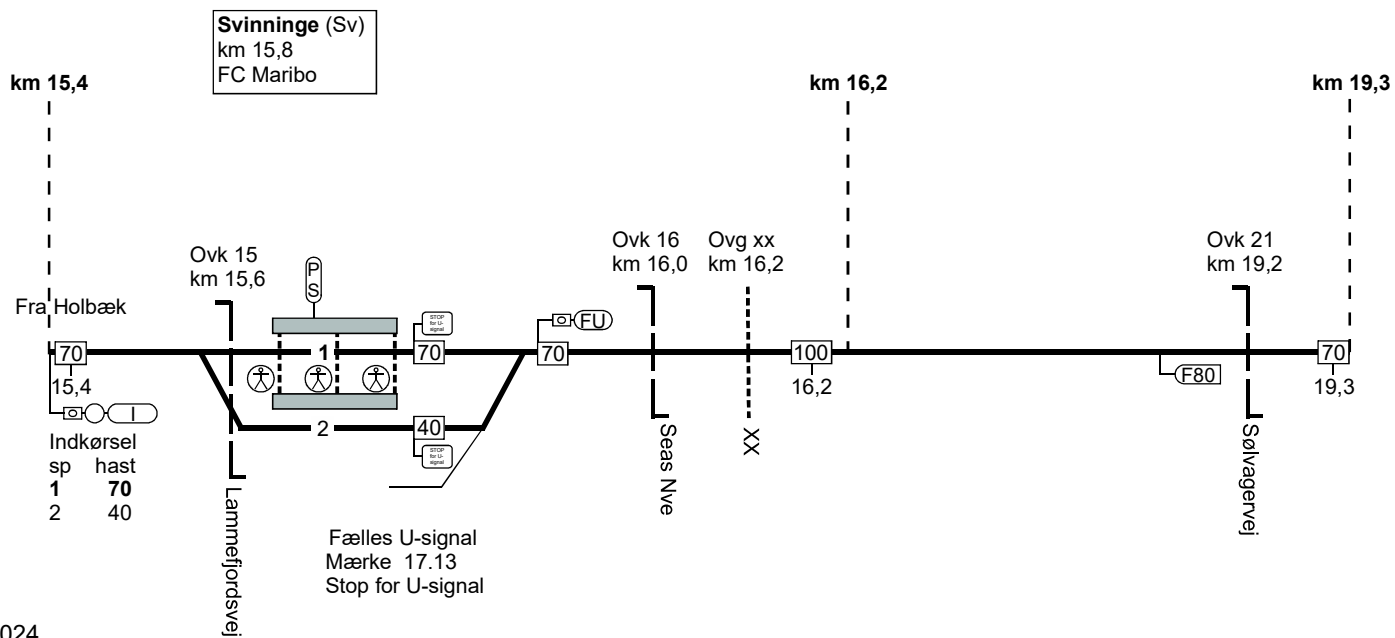 Svinninge (Sv)
km 15,8
FC Maribo
km 15,4
km 16,2
km 19,3
Ovk 15
km 15,6
P
S
Ovk 16
km 16,0
Ovg xx
km 16,2
Ovk 21
km 19,2
Fra Holbæk
STOP
for U-
signal
FU
70
1
70
70
100
70
15,4
16,2
F80
19,3
I
2
40
STOP
for U-
signal
Indkørsel
sp hast
1 70
2 40
Lammefjordsvej
Seas Nve
XX
Sølvagervej
Fælles U-signal
Mærke 17.13
Stop for U-signal
024